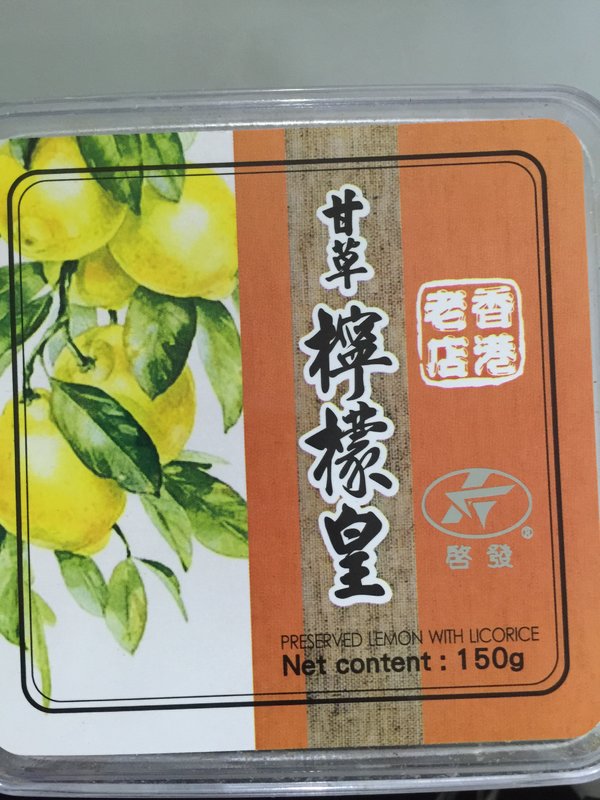 甘草
檸檬皇
香港
老店
®
啓發
PRESERVED LEMON WITH LICORICE
Net content : 150g